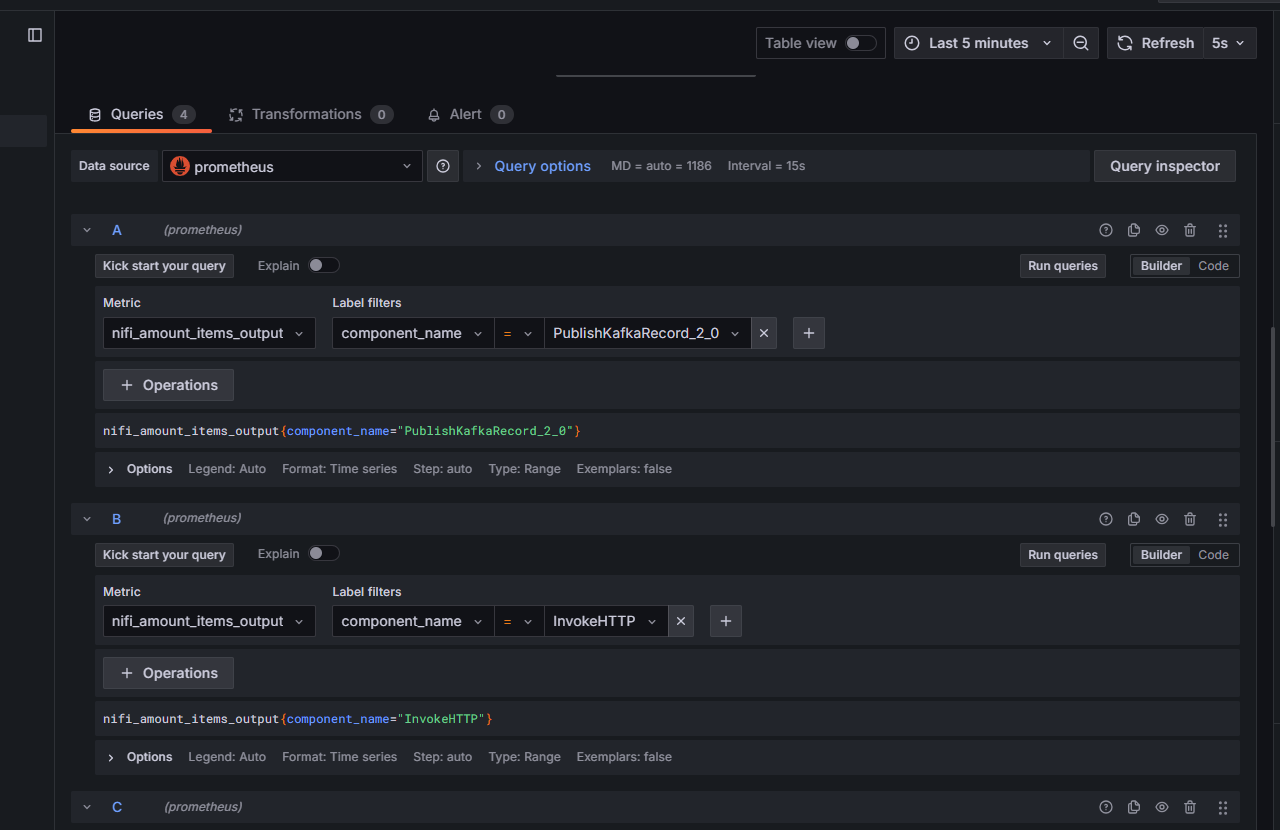 Table view Last 5 minutes Refresh 5s
Queries 4 Transformations 0 Alert 0
Data source prometheus Query options MD = auto = 1186 Interval = 15s Query inspector
A (prometheus)
Kick start your query Explain Run queries Builder Code
Metric Label filters
nifi_amount_items_output component_name = PublishKafkaRecord_2_0
+ Operations
nifi_amount_items_output{component_name="PublishKafkaRecord_2_0"}
Options Legend: Auto Format: Time series Step: auto Type: Range Exemplars: false
B (prometheus)
Kick start your query Explain Run queries Builder Code
Metric Label filters
nifi_amount_items_output component_name = InvokeHTTP
+ Operations
nifi_amount_items_output{component_name="InvokeHTTP"}
Options Legend: Auto Format: Time series Step: auto Type: Range Exemplars: false
C (prometheus)